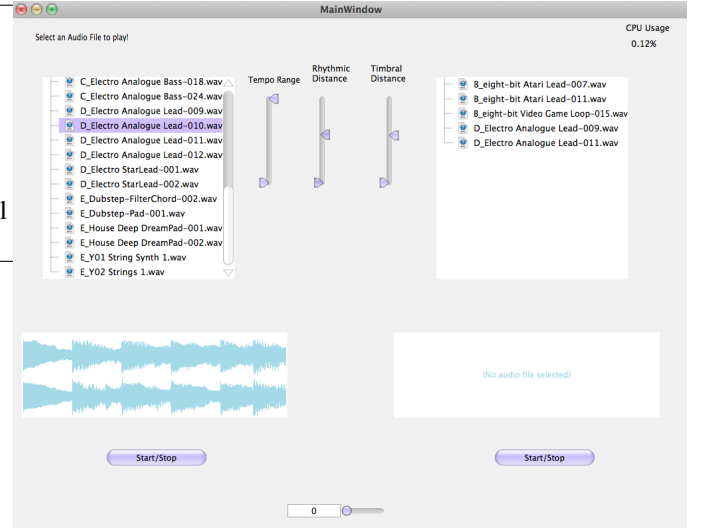 MainWindow
Select an Audio File to play!
CPU Usage
0.12%
C_Electro Analogue Bass-018.wav
C_Electro Analogue Bass-024.wav
D_Electro Analogue Lead-009.wav
D_Electro Analogue Lead-010.wav
D_Electro Analogue Lead-011.wav
D_Electro Analogue Lead-012.wav
D_Electro StarLead-001.wav
D_Electro StarLead-002.wav
E_Dubstep-FilterChord-002.wav
E_Dubstep-Pad-001.wav
E_House Deep DreamPad-001.wav
E_House Deep DreamPad-002.wav
E_Y01 String Synth 1.wav
E_Y02 Strings 1.wav
Tempo Range
Rhythmic
Distance
Timbral
Distance
B_eight-bit Atari Lead-007.wav
B_eight-bit Atari Lead-011.wav
B_eight-bit Video Game Loop-015.wav
D_Electro Analogue Lead-009.wav
D_Electro Analogue Lead-011.wav
(No audio file selected)
Start/Stop
Start/Stop
0